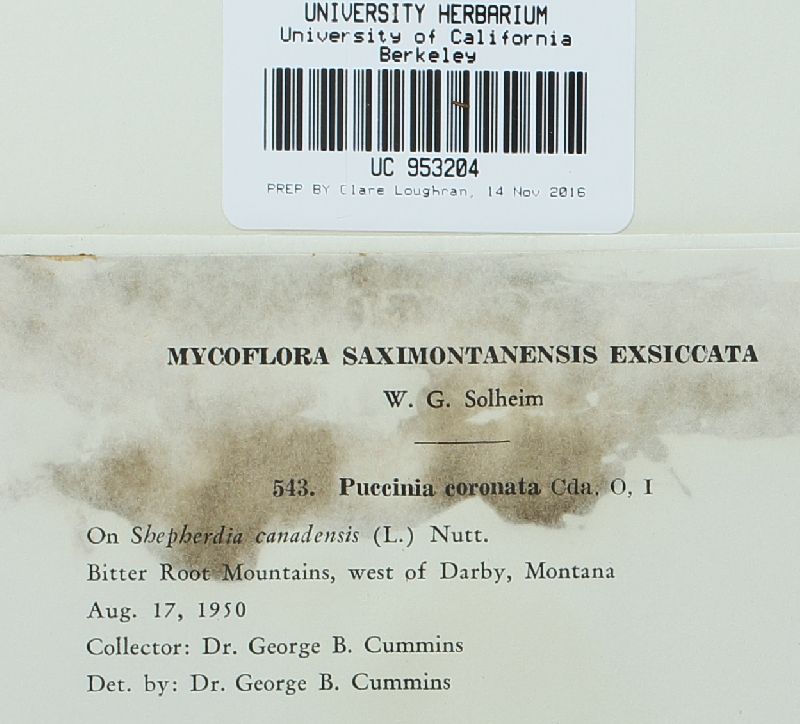 UNIVERSITY HERBARIUM
University of California
Berkeley
UC 953204
PREP BY Clare Loughran, 14 Nov 2016
MYCOFLORA SAXIMONTANENSIS EXSICCATA
W. G. Solheim
543. Puccinia coronata Cda. O, I
On Shepherdia canadensis (L.) Nutt.
Bitter Root Mountains, west of Darby, Montana
Aug. 17, 1950
Collector: Dr. George B. Cummins
Det. by: Dr. George B. Cummins